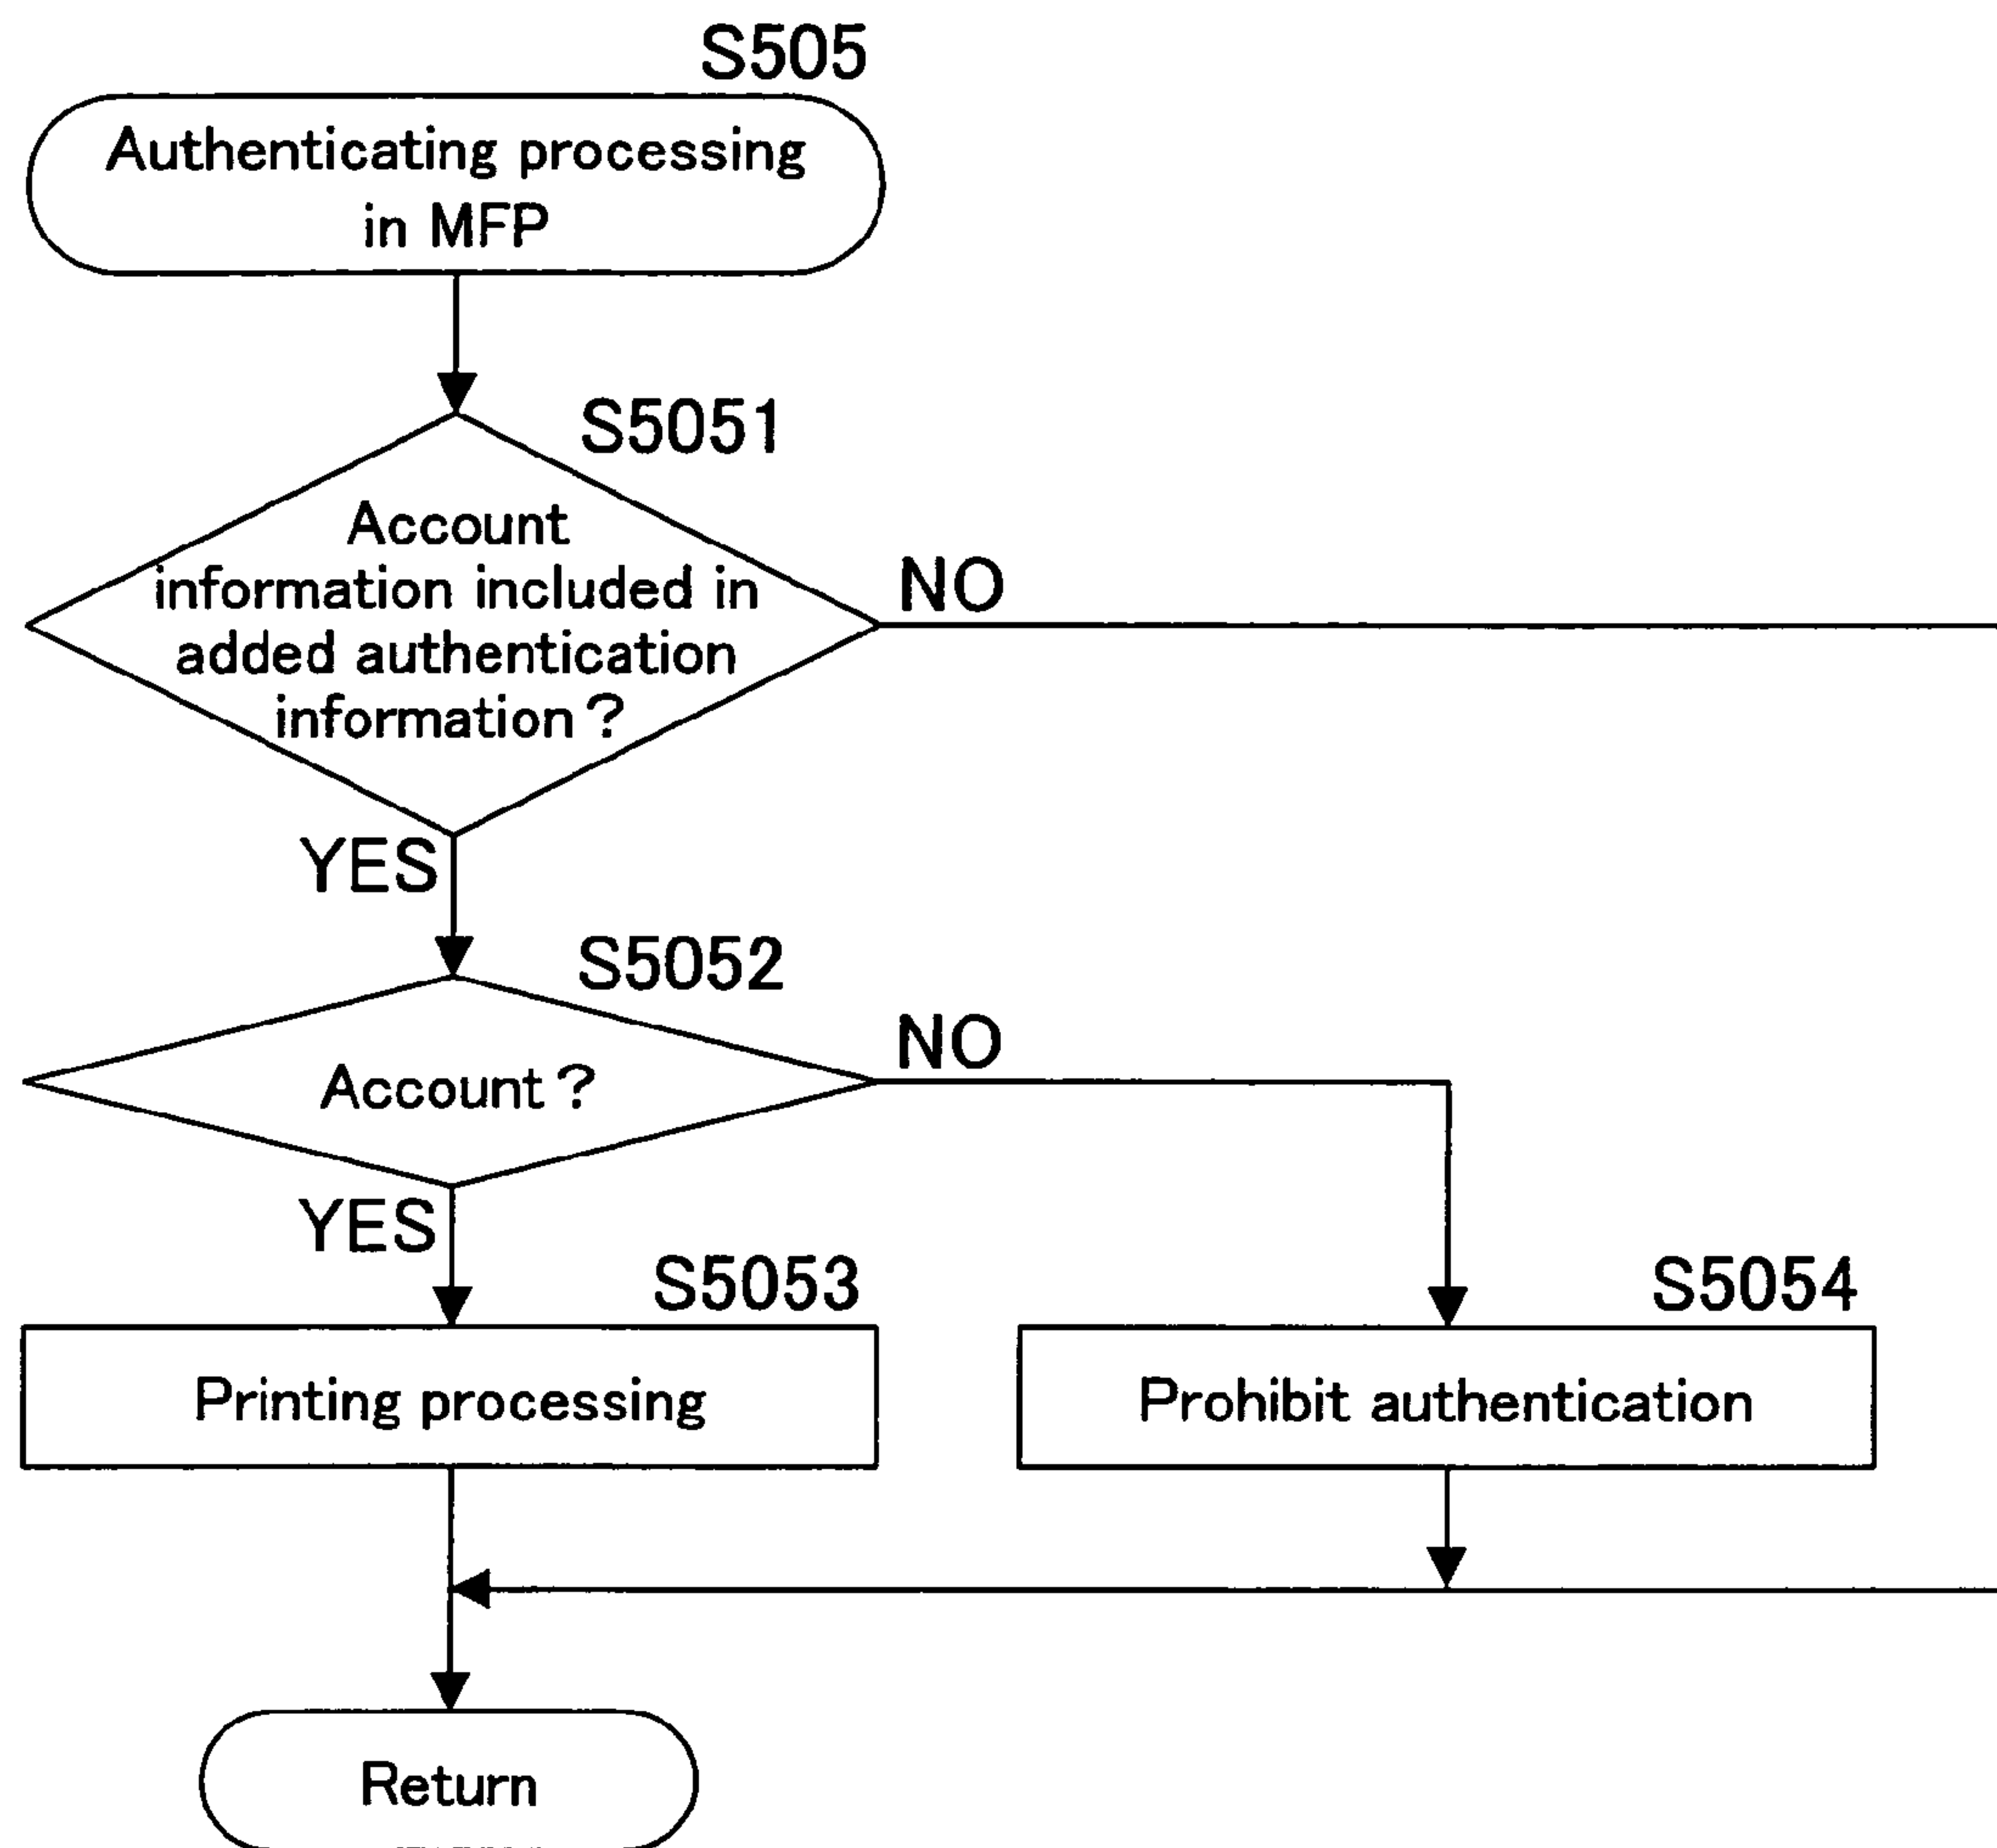 S505
Authenticating processing
in MFP
S5051
Account
information included in
added authentication
information ?
NO
YES
S5052
Account ?
NO
YES
S5053
Printing processing
S5054
Prohibit authentication
Return